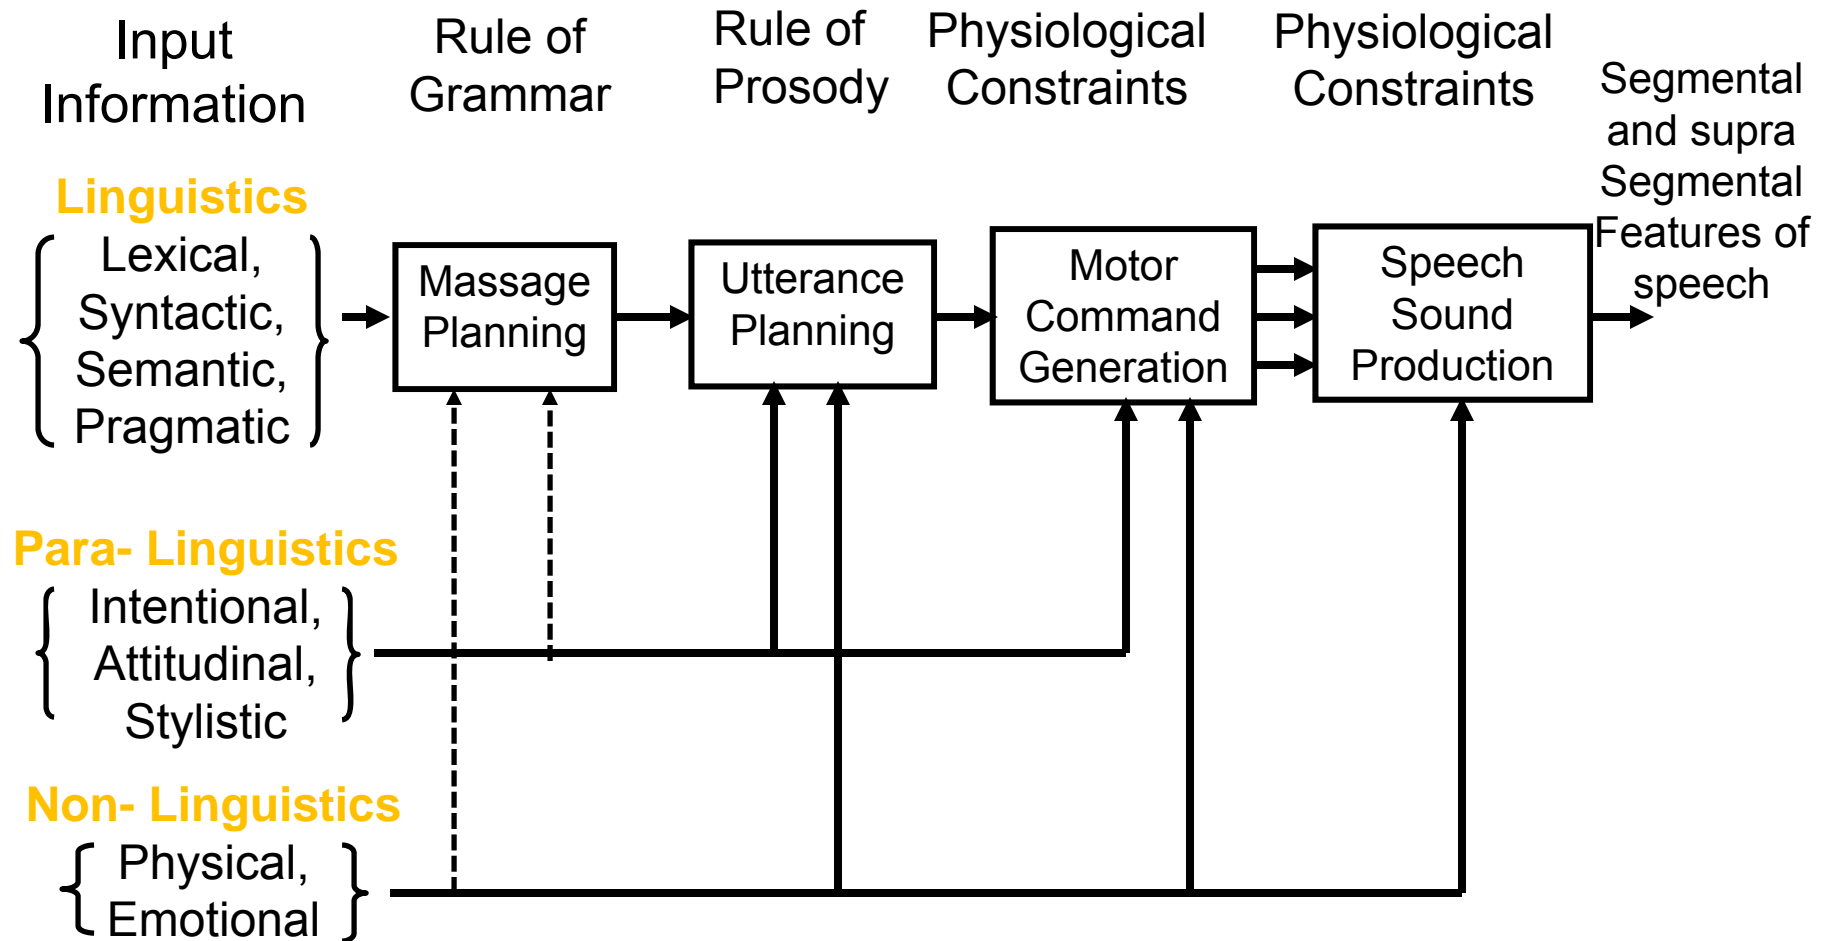 Input
Information
Rule of
Grammar
Rule of
Prosody
Physiological
Constraints
Physiological
Constraints
Segmental
and supra
Segmental
Features of
speech
Linguistics
Lexical,
Syntactic,
Semantic,
Pragmatic
Massage
Planning
Utterance
Planning
Motor
Command
Generation
Speech
Sound
Production
Para- Linguistics
Intentional,
Attitudinal,
Stylistic
Non- Linguistics
Physical,
Emotional